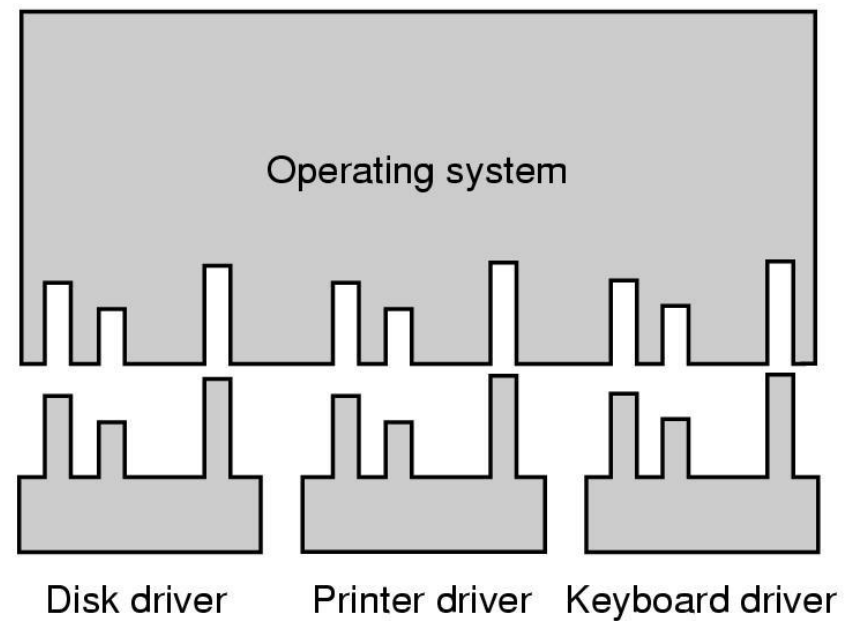 Operating system
Disk driver
Printer driver
Keyboard driver